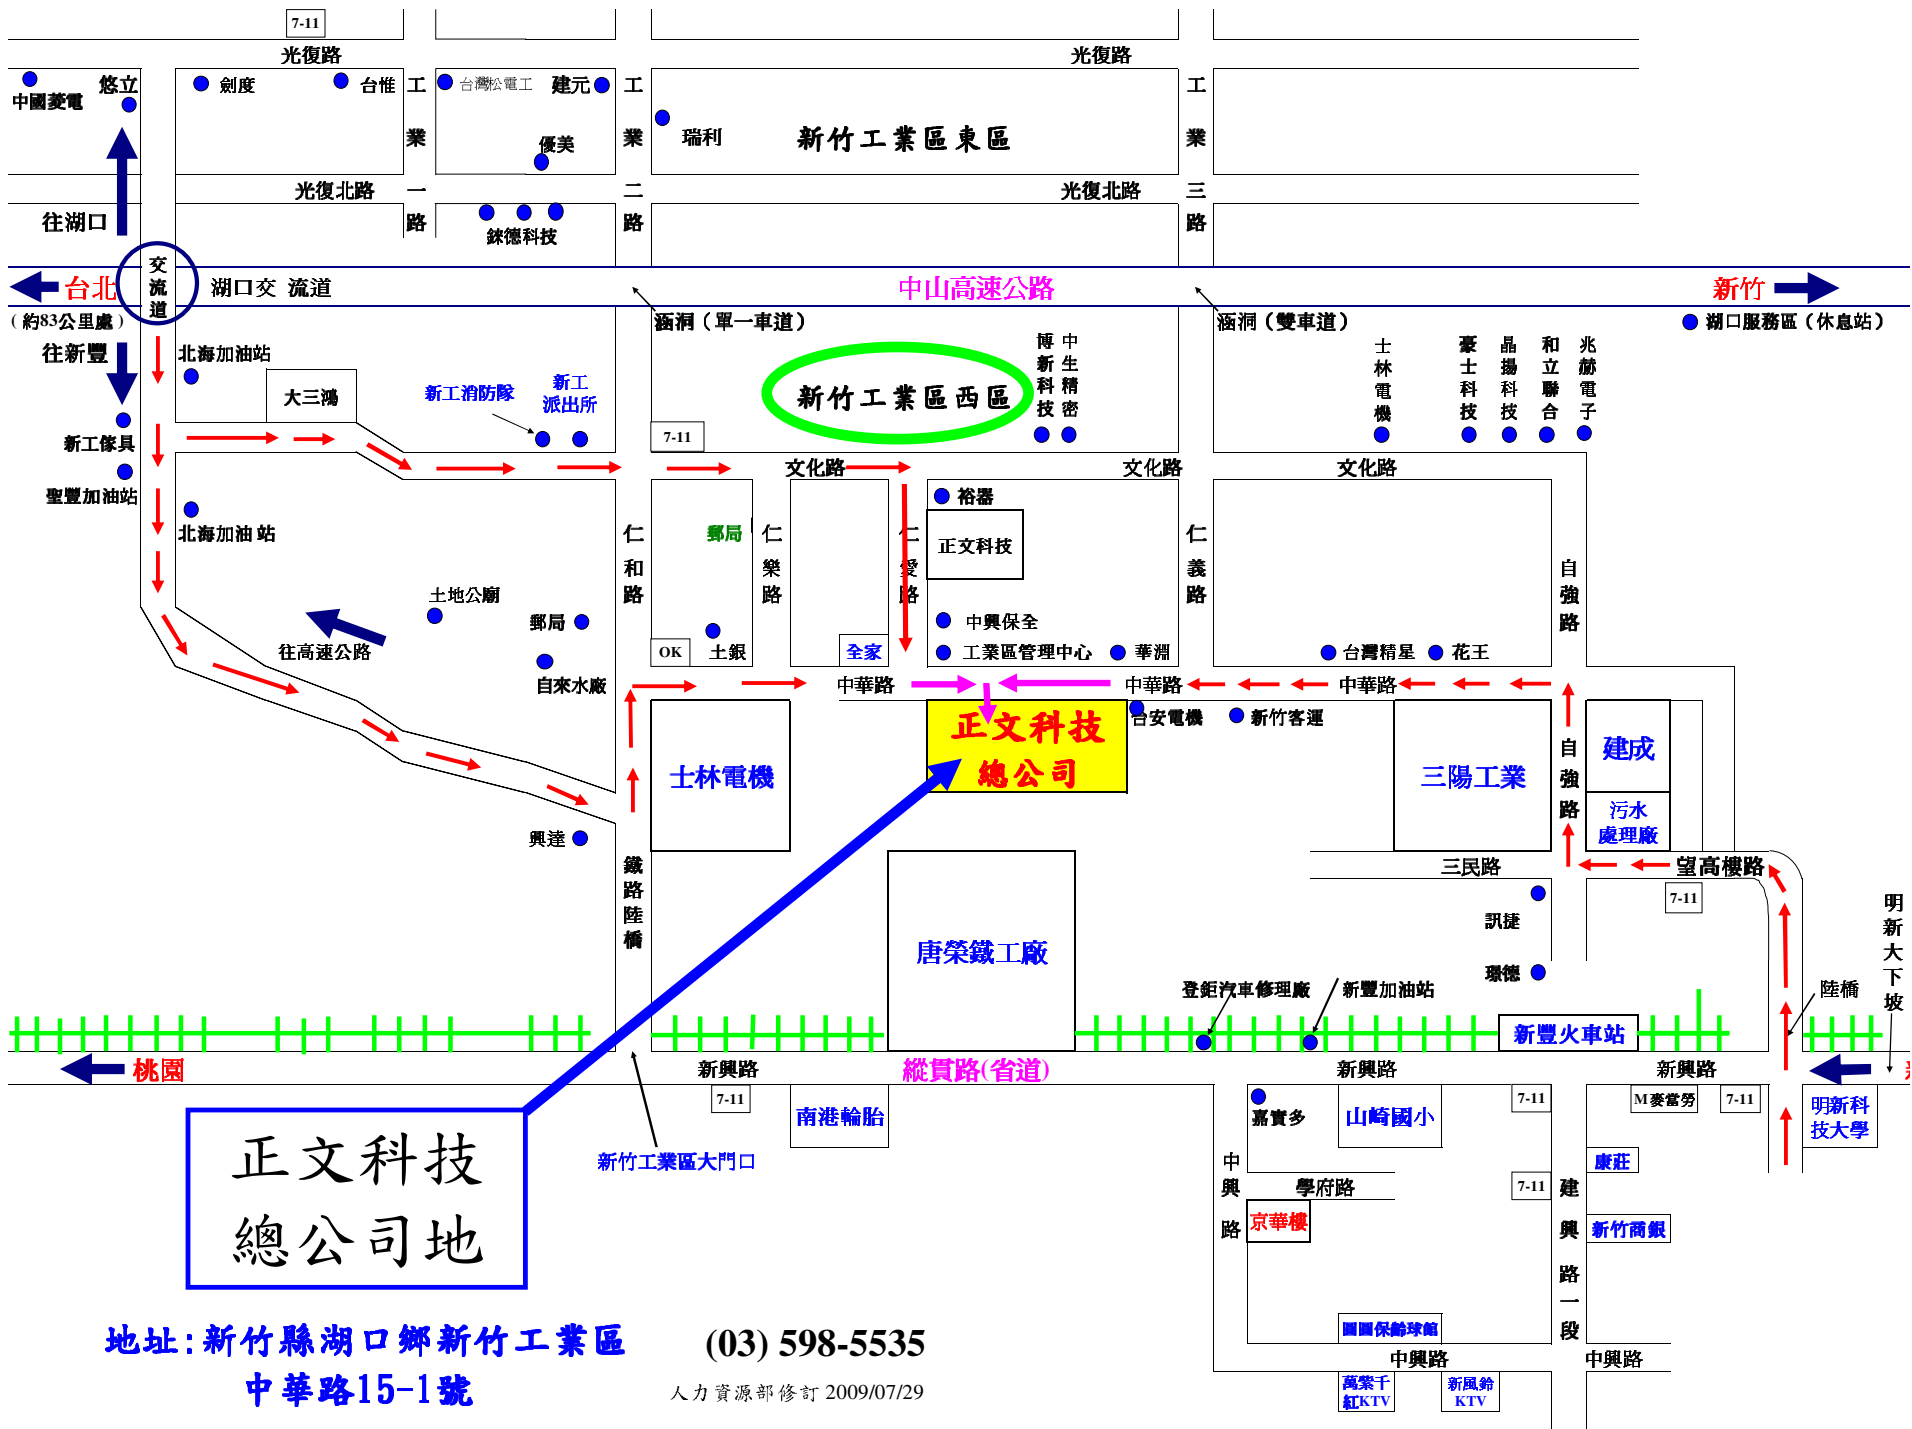 7-11
光復路
光復路
中國菱電
悠立
劍度
台惟
工業一路
台灣松電工
建元
優美
工業二路
瑞利
新竹工業區東區
工業三路
光復北路
光復北路
錸德科技
往湖口
台北
交流道
湖口交 流道
中山高速公路
新竹
( 約83公里處 )
涵洞（單一車道）
涵洞（雙車道）
湖口服務區（休息站）
往新豐
北海加油站
大三鴻
新工消防隊
新工
派出所
新竹工業區西區
博新科技
中生精密
士林電機
豪士科技
晶揚科技
和立聯合
兆赫電子
新工傢具
7-11
聖豐加油站
文化路
文化路
文化路
北海加油站
裕器
仁和路
郵局
仁樂路
仁愛路
正文科技
仁義路
自強路
土地公廟
郵局
中興保全
往高速公路
OK
土銀
全家
工業區管理中心
華淵
台灣精星
花王
自來水廠
中華路
中華路
中華路
正文科技
總公司
台安電機
新竹客運
士林電機
三陽工業
自強路
建成
污水
處理廠
興達
鐵路陸橋
三民路
望高樓路
7-11
訊捷
唐榮鐵工廠
環德
明新大下坡
登鉅汽車修理廠
新豐加油站
陸橋
新豐火車站
桃園
新興路
縱貫路(省道)
新興路
新興路
7-11
南港輪胎
嘉實多
山崎國小
7-11
M麥當勞
7-11
明新科
技大學
正文科技
總公司地
新竹工業區大門口
中興路
學府路
7-11
康莊
京華樓
建興路一段
新竹商銀
圓圓保齡球館
地址:新竹縣湖口鄉新竹工業區
(03) 598-5535
中華路15-1號
人力資源部修訂 2009/07/29
中興路
中興路
萬紫千
紅KTV
新風鈴
KTV